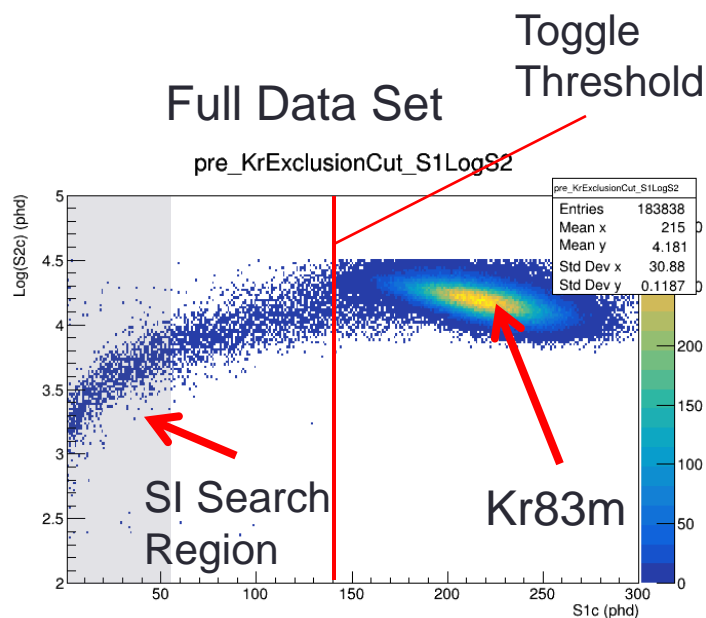 Toggle
Threshold
Full Data Set
pre_KrExclusionCut_S1LogS2
pre_KrExclusionCut_S1LogS2
Entries 183838
Mean x 215
Mean y 4.181
Std Dev x 30.88
Std Dev y 0.1187
Log(S2c) (phd)
5
4.5
4
3.5
3
2.5
2
SI Search
Region
Kr83m
0
0
200
150
100
50
0
50
100
150
200
250
300
S1c (phd)